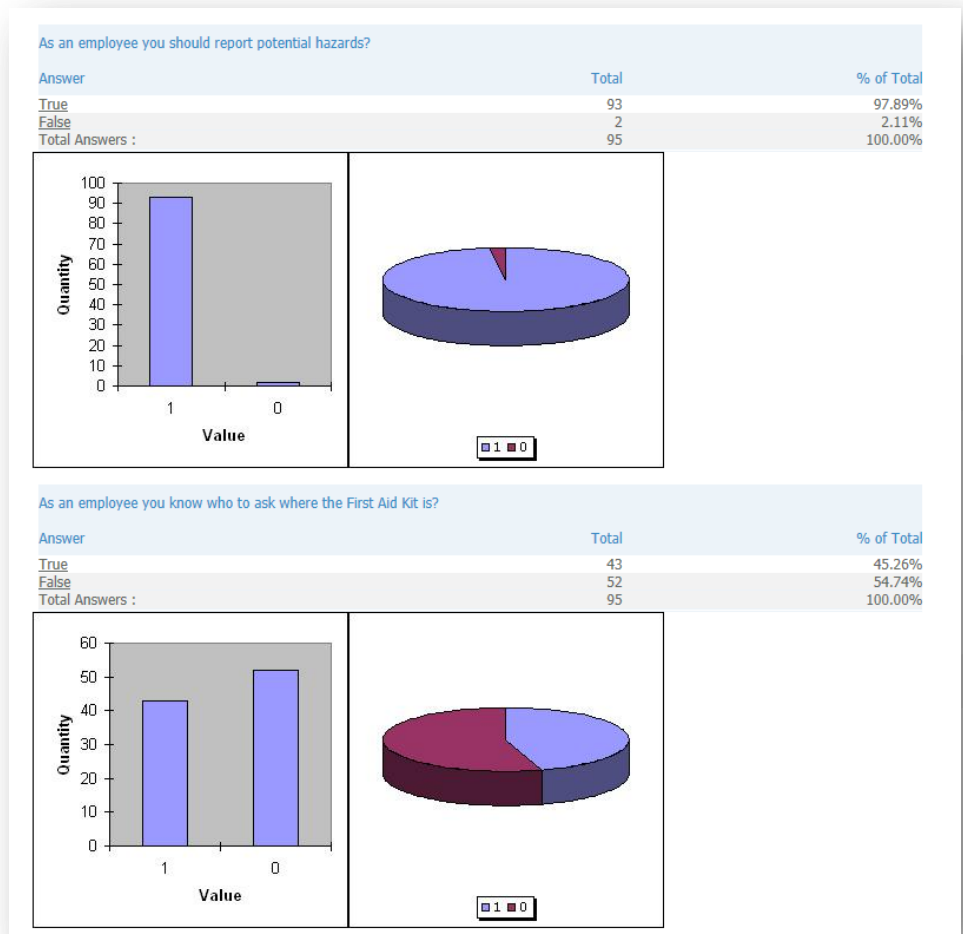 As an employee you should report potential hazards?
Answer Total % of Total
True 93 97.89%
False 2 2.11%
Total Answers : 95 100.00%
100
90
80
70
60
50
40
30
20
10
0
Quantity
1 0
Value
1 0
As an employee you know who to ask where the First Aid Kit is?
Answer Total % of Total
True 43 45.26%
False 52 54.74%
Total Answers : 95 100.00%
60
50
40
30
20
10
0
Quantity
1 0
Value
1 0